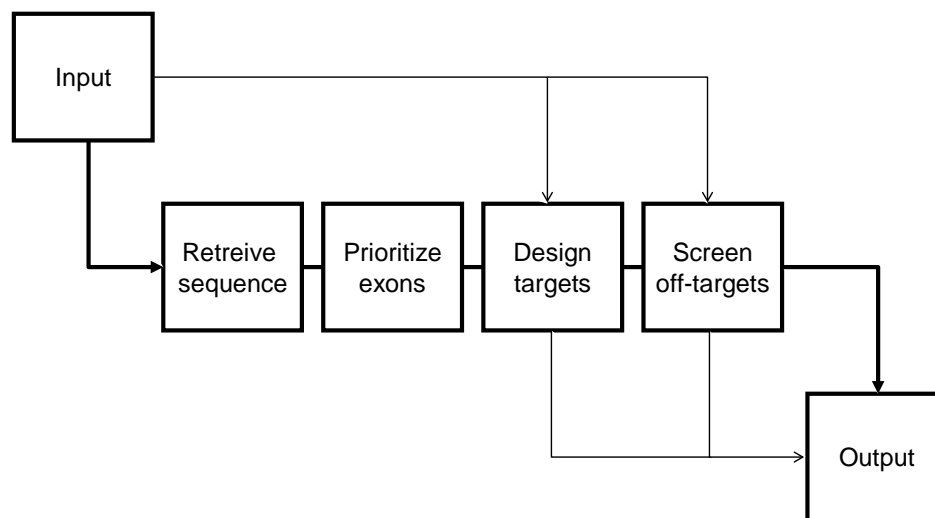 Input
Retreive
sequence
Prioritize
exons
Design
targets
Screen
off-targets
Output